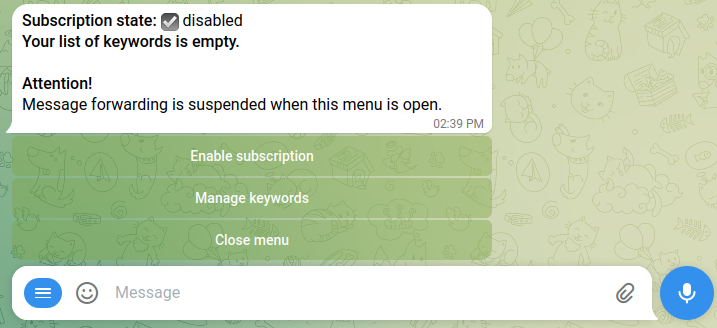 Subscription state: ☑ disabled
Your list of keywords is empty.
Attention!
Message forwarding is suspended when this menu is open.
02:39 PM
Enable subscription
Manage keywords
Close menu
Message